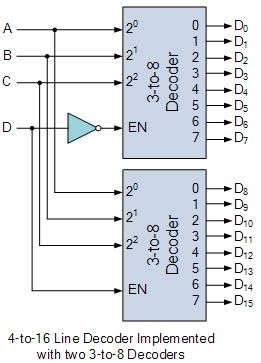 A
B
C
D
2⁰
2¹
2²
EN
3-to-8
Decoder
0
1
2
3
4
5
6
7
D₀
D₁
D₂
D₃
D₄
D₅
D₆
D₇
2⁰
2¹
2²
EN
3-to-8
Decoder
0
1
2
3
4
5
6
7
D₈
D₉
D₁₀
D₁₁
D₁₂
D₁₃
D₁₄
D₁₅
4-to-16 Line Decoder Implemented
with two 3-to-8 Decoders